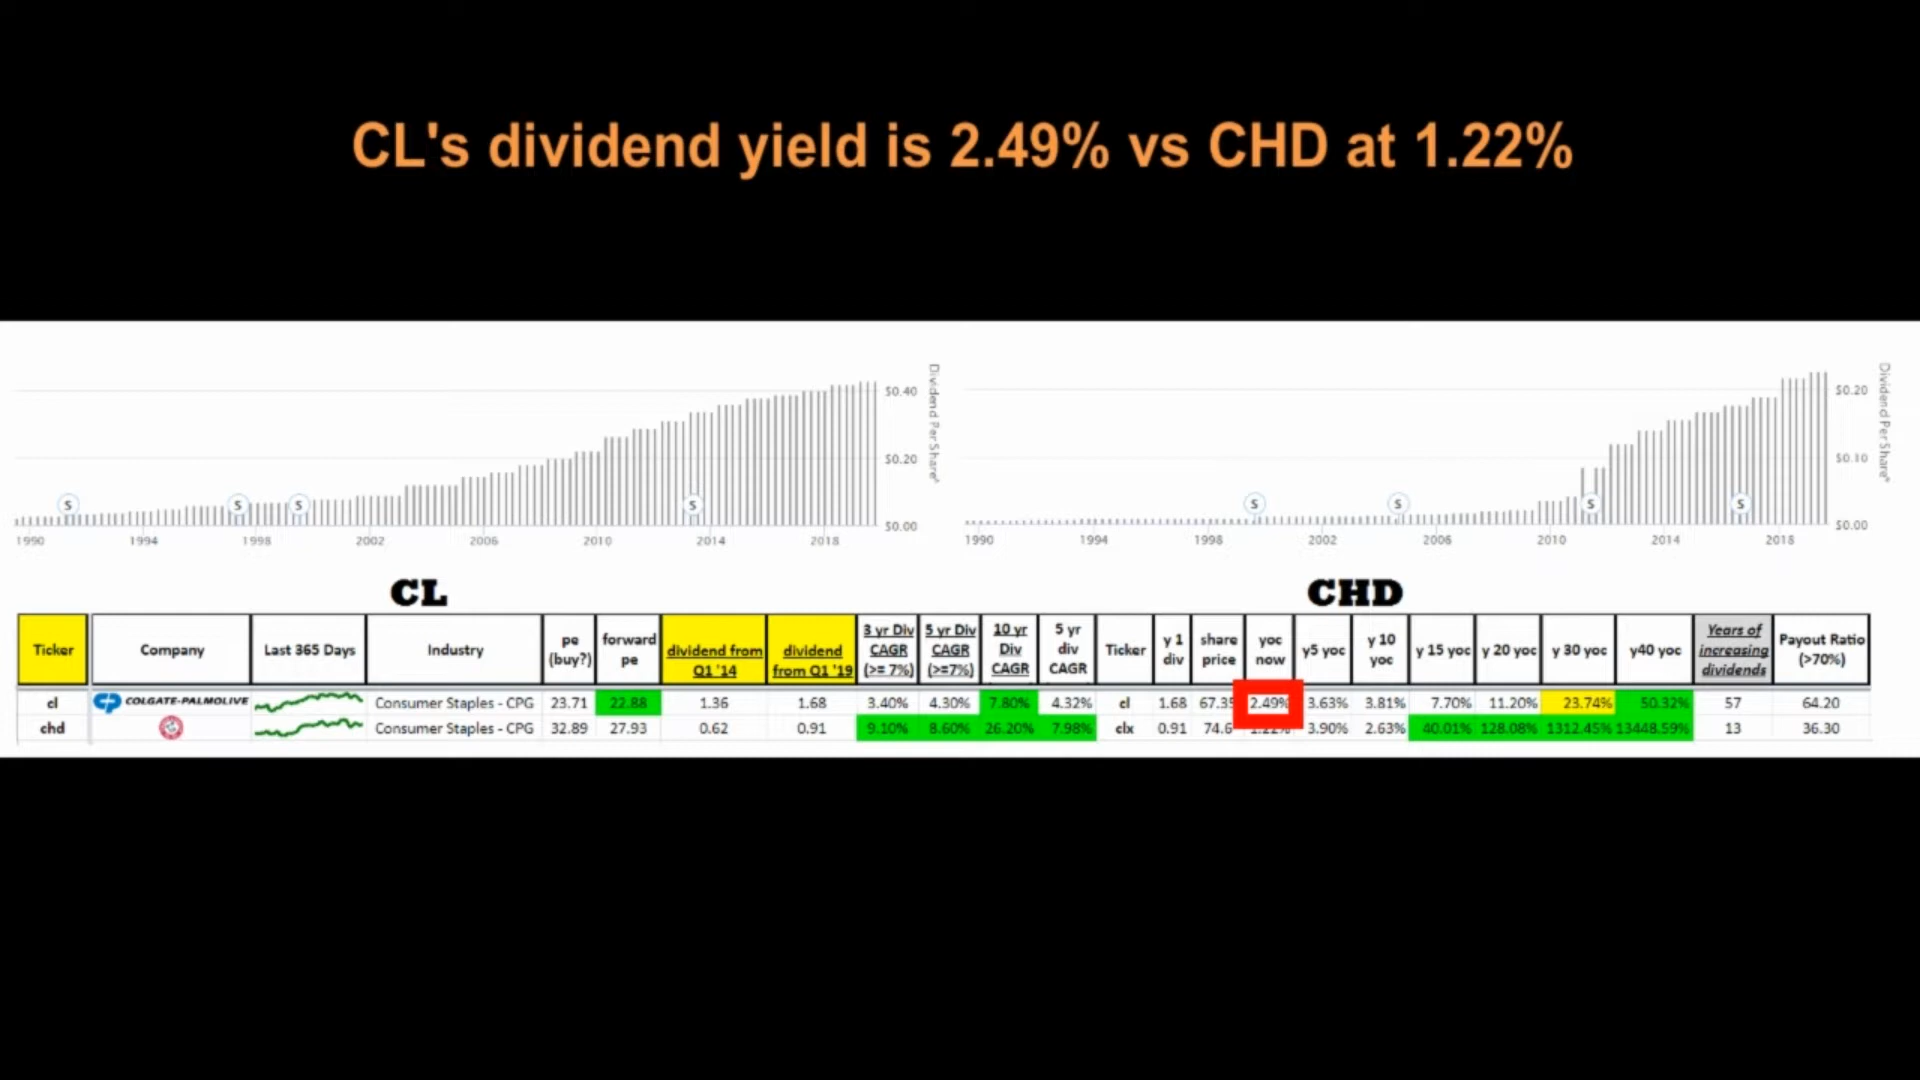 CL's dividend yield is 2.49% vs CHD at 1.22%
$0.40
$0.20
$0.00
Dividend Per Share*
1990 1994 1998 2002 2006 2010 2014 2018
S S S S
$0.20
$0.10
$0.00
Dividend Per Share*
1990 1994 1998 2002 2006 2010 2014 2018
S S S S
CL CHD
Ticker Company Last 365 Days Industry pe (buy?) forward pe dividend from Q1 '14 dividend from Q1 '19 3 yr Div CAGR (>= 7%) 5 yr Div CAGR (>=7%) 10 yr Div CAGR 5 yr div CAGR Ticker y 1 div share price yoc now y5 yoc y 10 yoc y 15 yoc y 20 yoc y 30 yoc y40 yoc Years of increasing dividends Payout Ratio (>70%)
cl COLGATE-PALMOLIVE Consumer Staples - CPG 23.71 22.88 1.36 1.68 3.40% 4.30% 7.80% 4.32% cl 1.68 67.35 2.49% 3.63% 3.81% 7.70% 11.20% 23.74% 50.32% 57 64.20
chd Consumer Staples - CPG 32.89 27.93 0.62 0.91 9.10% 8.60% 26.20% 7.98% clx 0.91 74.6 1.22% 3.90% 2.63% 40.01% 128.08% 1312.45% 13448.59% 13 36.30